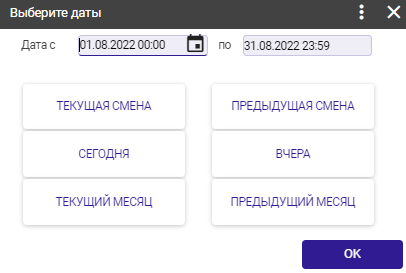 Выберите даты
Дата с 01.08.2022 00:00 по 31.08.2022 23:59
ТЕКУЩАЯ СМЕНА ПРЕДЫДУЩАЯ СМЕНА
СЕГОДНЯ ВЧЕРА
ТЕКУЩИЙ МЕСЯЦ ПРЕДЫДУЩИЙ МЕСЯЦ
ОК